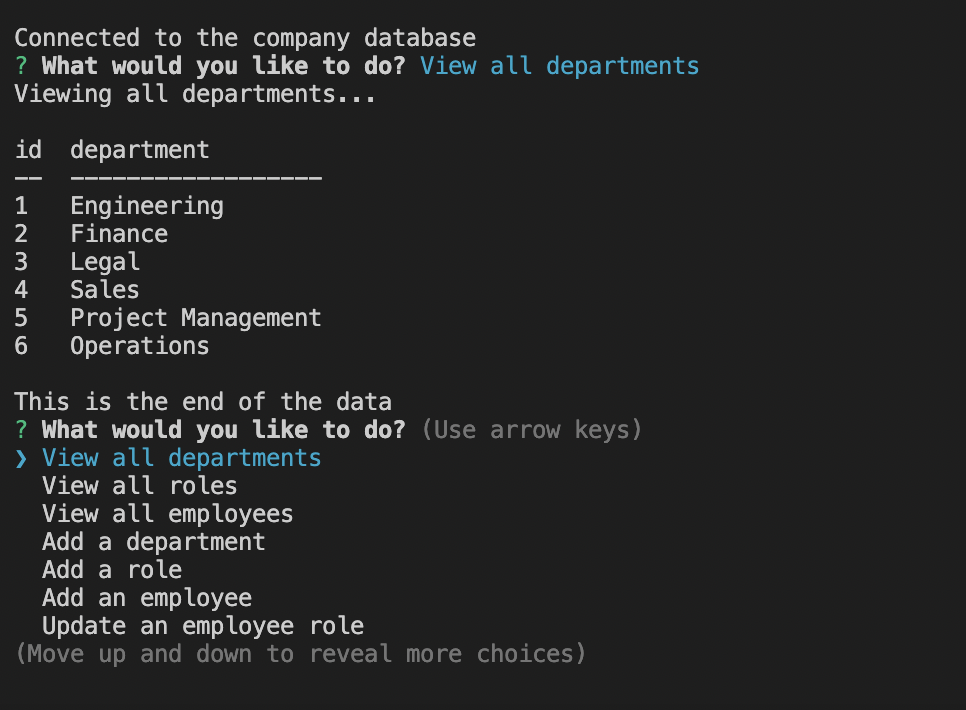 Connected to the company database
? What would you like to do? View all departments
Viewing all departments...
id  department
--  ------------------
1   Engineering
2   Finance
3   Legal
4   Sales
5   Project Management
6   Operations
This is the end of the data
? What would you like to do? (Use arrow keys)
❯ View all departments
  View all roles
  View all employees
  Add a department
  Add a role
  Add an employee
  Update an employee role
(Move up and down to reveal more choices)